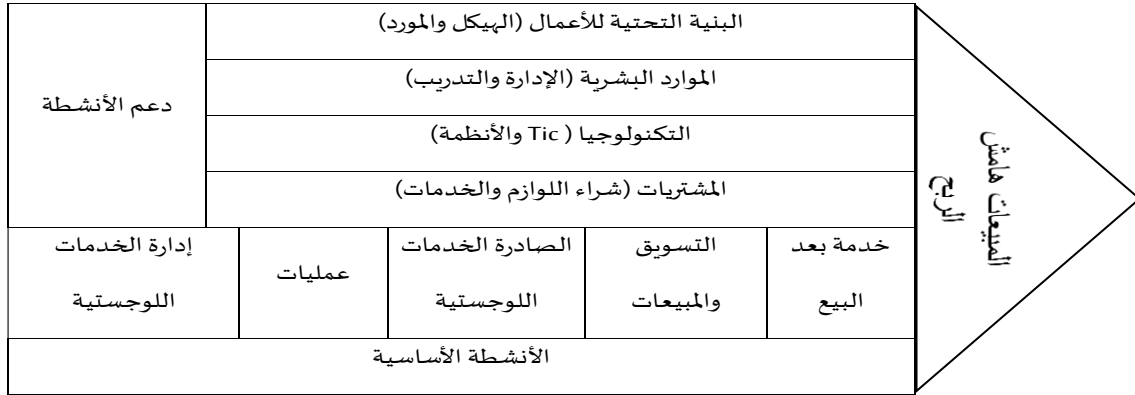 البنية التحتية للأعمال (الهيكل والمورد)
الموارد البشرية (الإدارة والتدريب)
التكنولوجيا ( Tic والأنظمة)
المشتريات (شراء اللوازم والخدمات)
دعم الأنشطة
إدارة الخدمات
اللوجستية
عمليات
الصادرة الخدمات
اللوجستية
التسويق
والمبيعات
خدمة بعد
البيع
الأنشطة الأساسية
المبيعات هامش
الربح